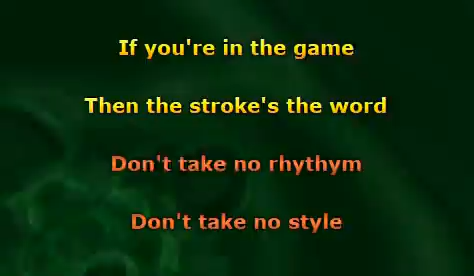 If you're in the game
Then the stroke's the word
Don't take no rhythym
Don't take no style